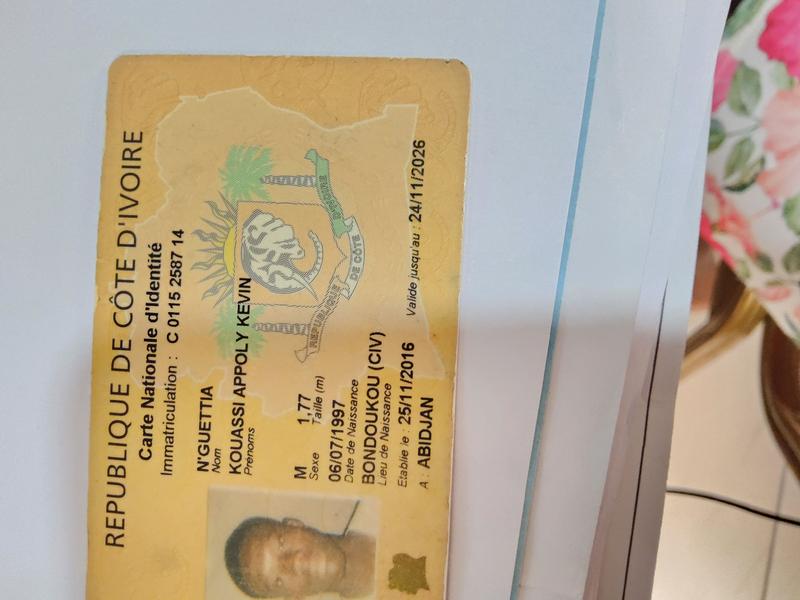 REPUBLIQUE DE CÔTE D'IVOIRE
Carte Nationale d'Identité
Immatriculation : C 0115 2587 14
N'GUETTIA
Nom
KOUASSI APPOLY KEVIN
Prénoms
M 1,77
Sexe Taille (m)
06/07/1997
Date de Naissance
BONDOUKOU (CIV)
Lieu de Naissance
Etablie le : 25/11/2016 Valide jusqu'au : 24/11/2026
A : ABIDJAN
REPUBLIQUE DE CÔTE D'IVOIRE